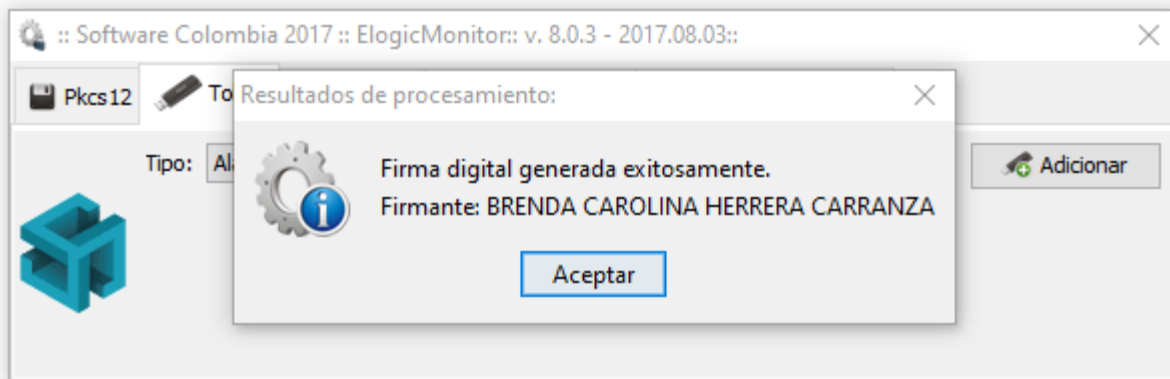 :: Software Colombia 2017 :: ElogicMonitor:: v. 8.0.3 - 2017.08.03::
Pkcs12
Resultados de procesamiento:
Tipo:
Adicionar
Firma digital generada exitosamente.
Firmante: BRENDA CAROLINA HERRERA CARRANZA
Aceptar